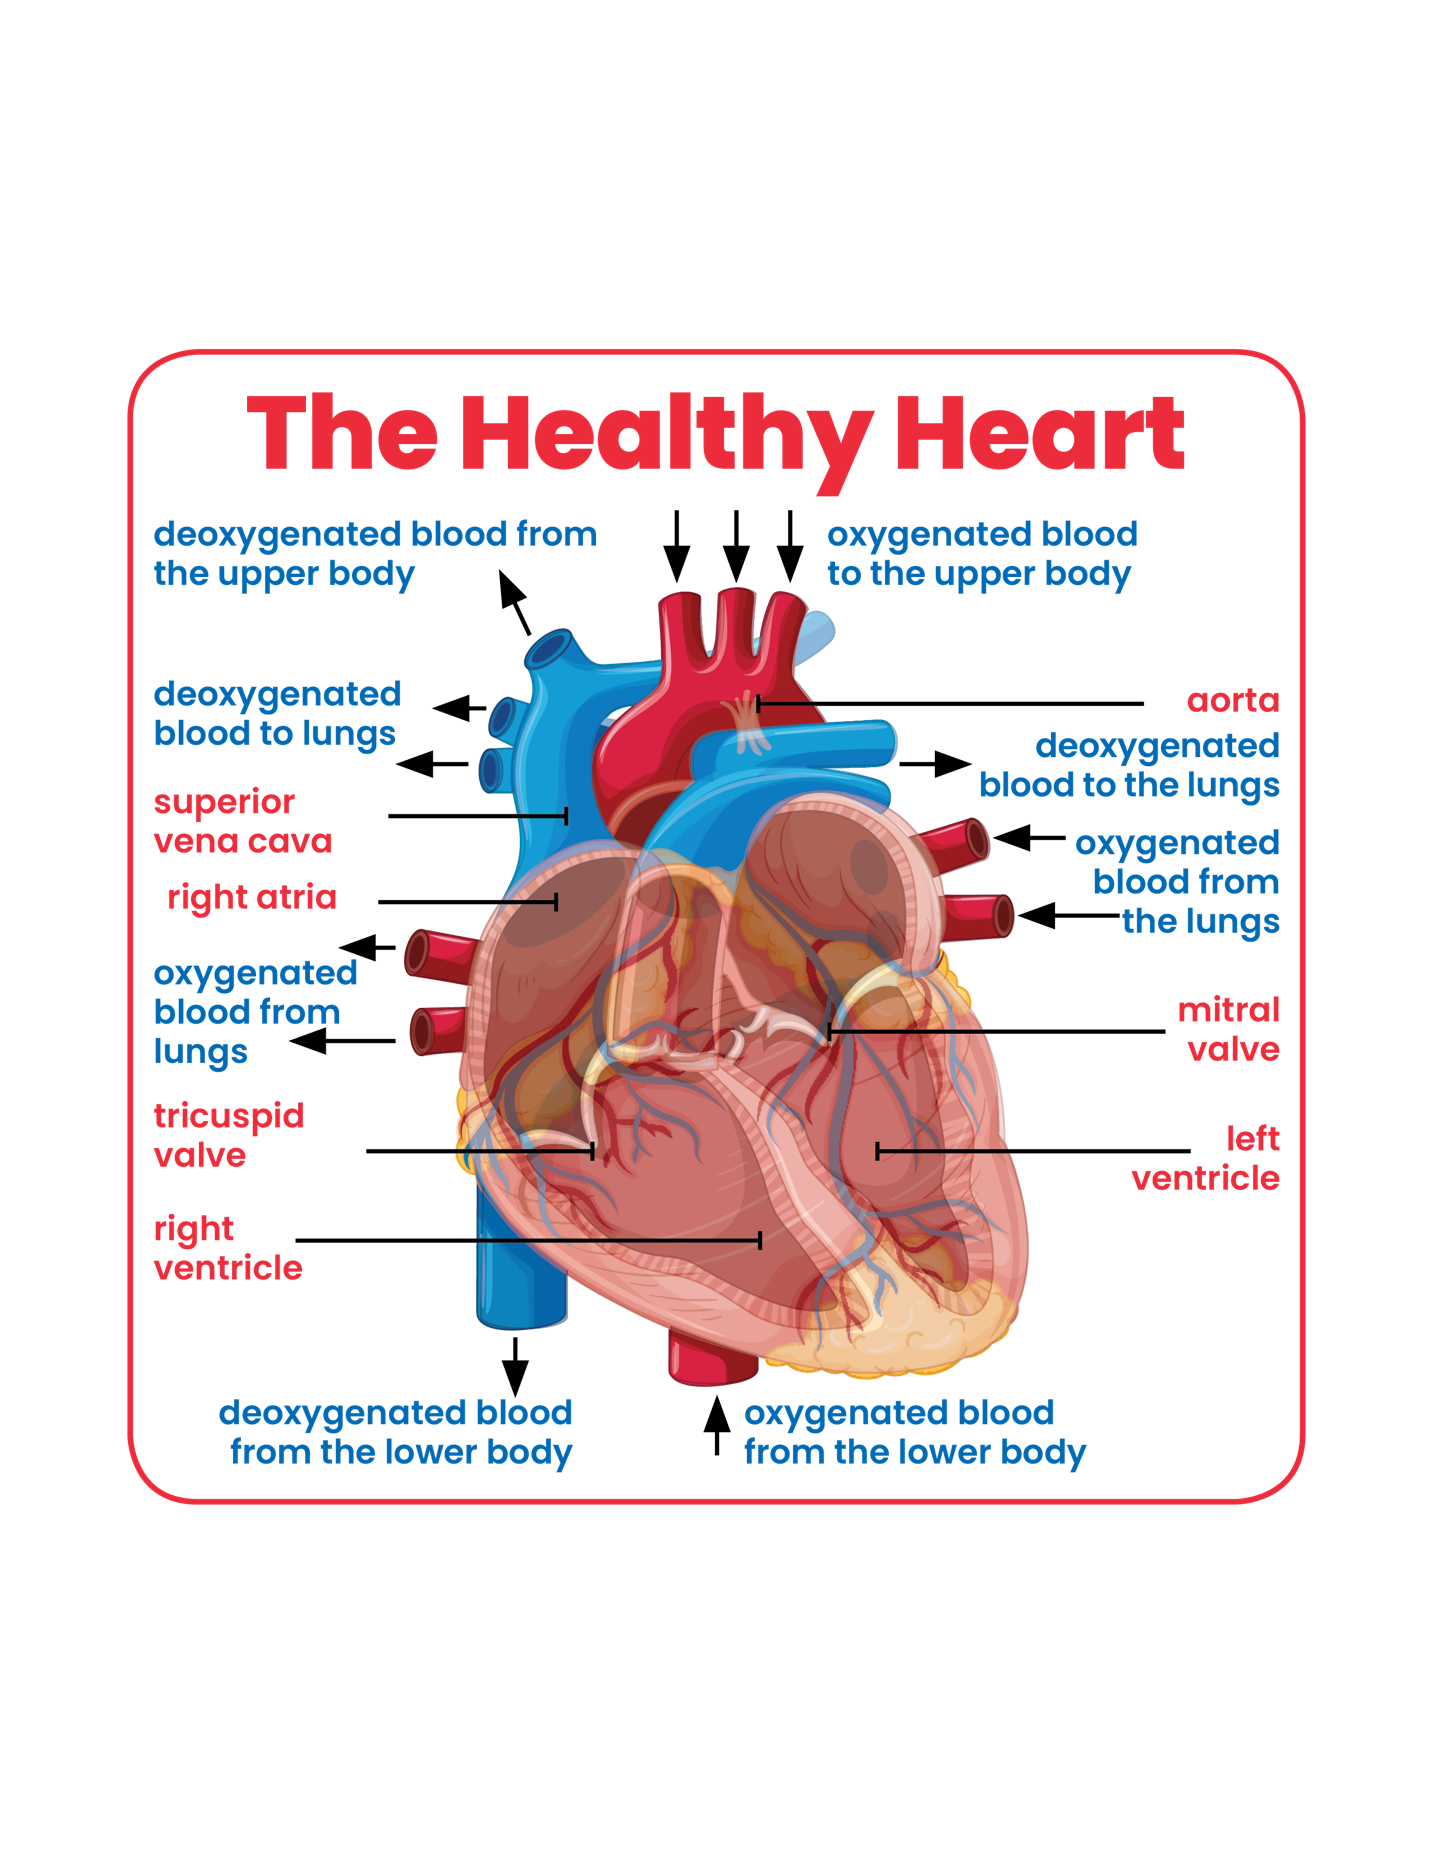 The Healthy Heart
deoxygenated blood from
the upper body
oxygenated blood
to the upper body
deoxygenated
blood to lungs
aorta
deoxygenated
blood to the lungs
superior
vena cava
oxygenated
blood from
the lungs
right atria
oxygenated
blood from
lungs
mitral
valve
tricuspid
valve
left
ventricle
right
ventricle
deoxygenated blood
from the lower body
oxygenated blood
from the lower body